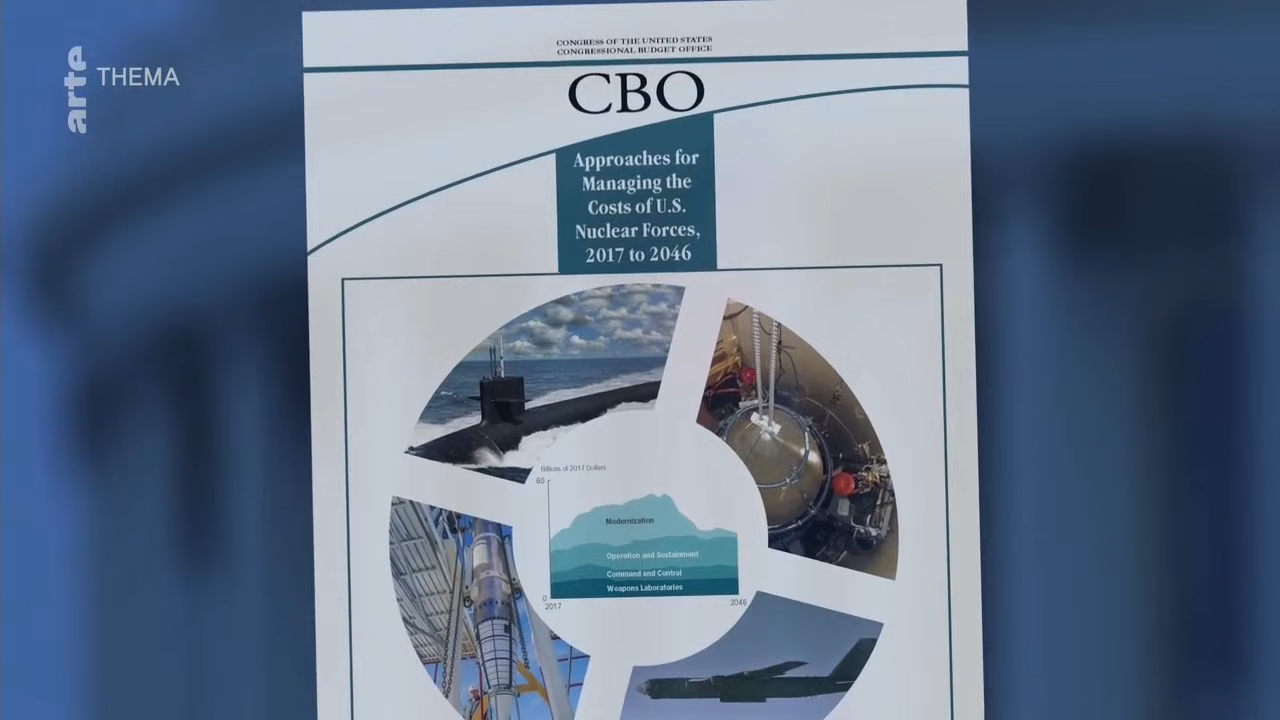 arte THEMA
CONGRESS OF THE UNITED STATES
CONGRESSIONAL BUDGET OFFICE
CBO
Approaches for
Managing the
Costs of U.S.
Nuclear Forces,
2017 to 2046
Billions of 2017 Dollars
60
Modernization
Operation and Sustainment
Command and Control
Weapons Laboratories
0
2017
2046